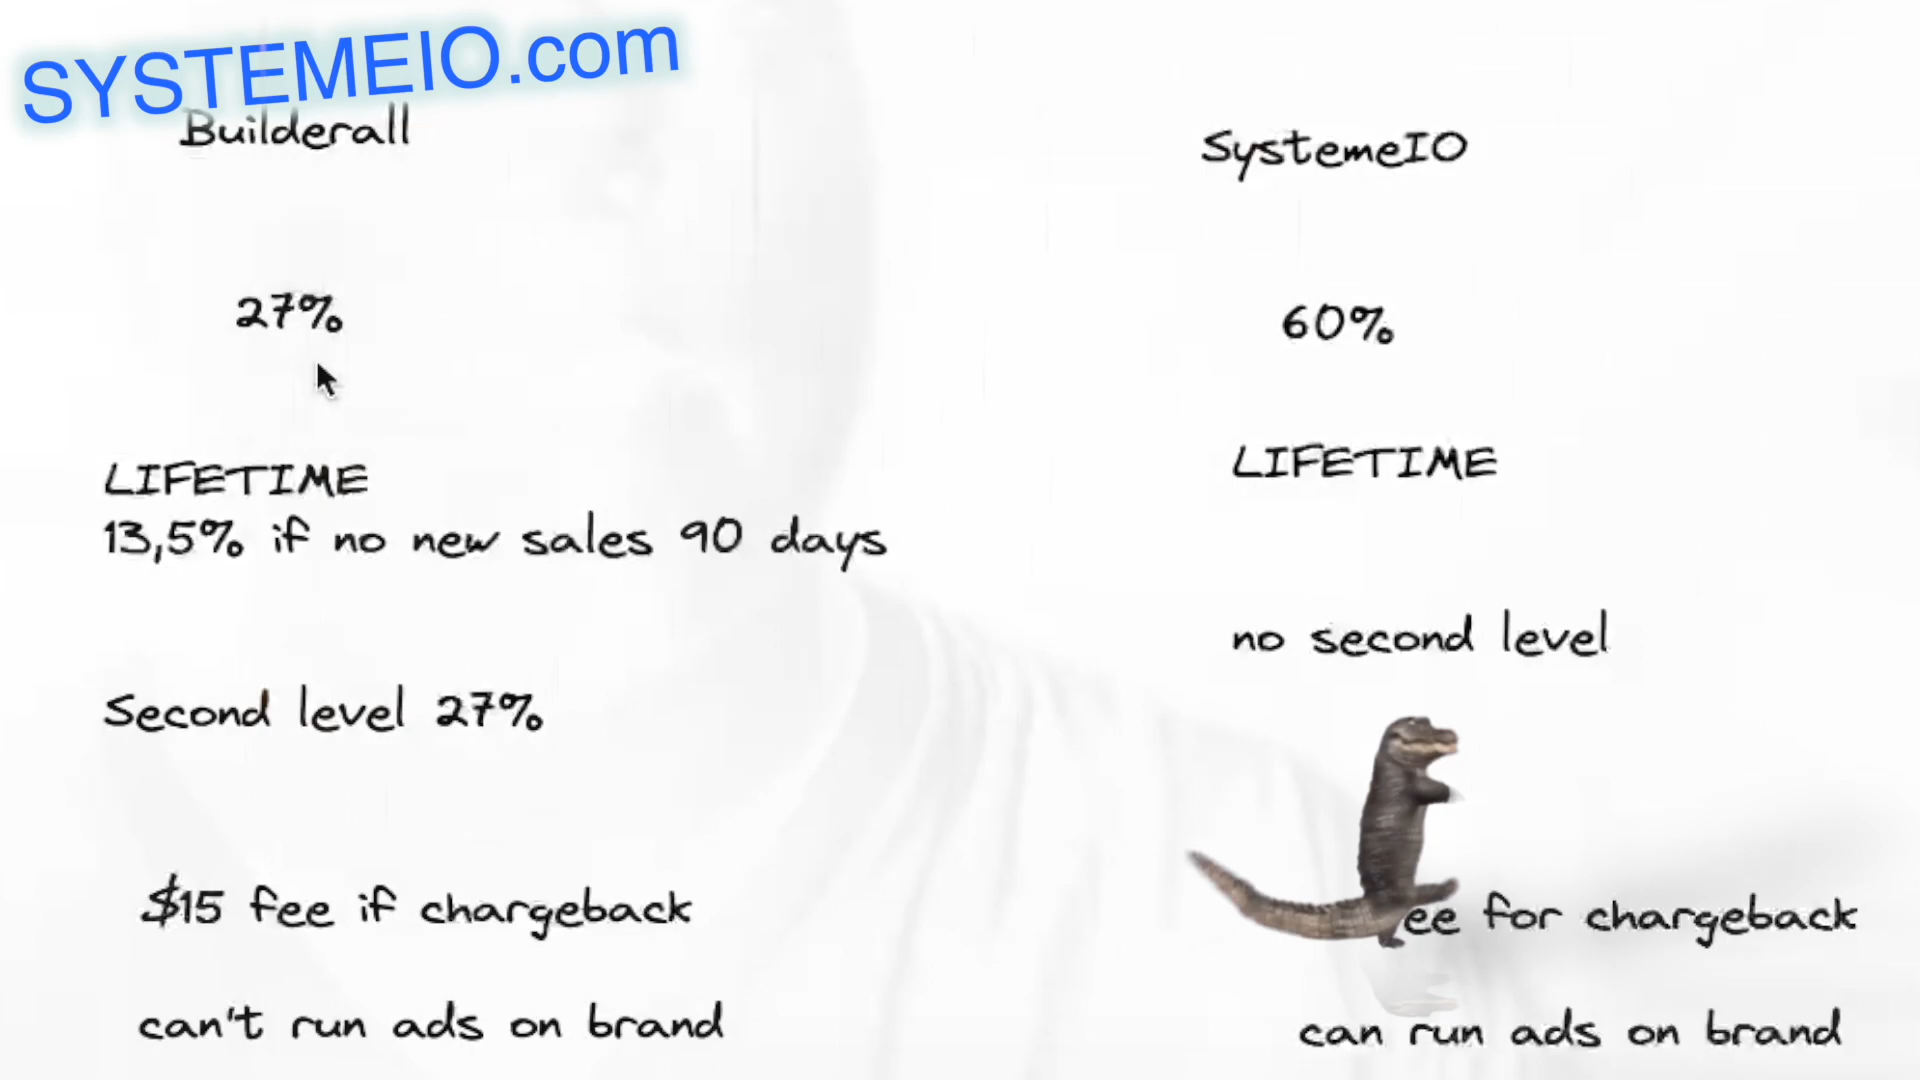 SYSTEMEIO.com
Builderall
27%
LIFETIME
13,5% if no new sales 90 days
Second level 27%
$15 fee if chargeback
can't run ads on brand
SystemeIO
60%
LIFETIME
no second level
for chargeback
can run ads on brand